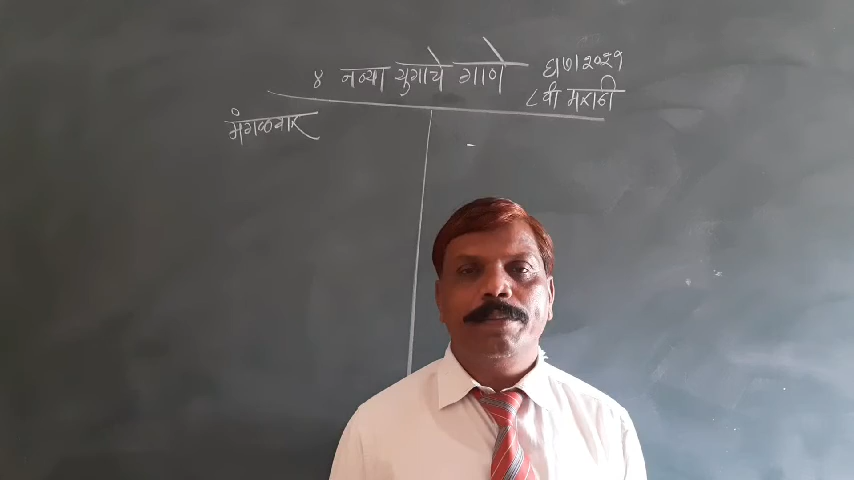 ४ नव्या युगाचे गाणे
६।७।२०२१
८ वी मराठी
मंगळवार